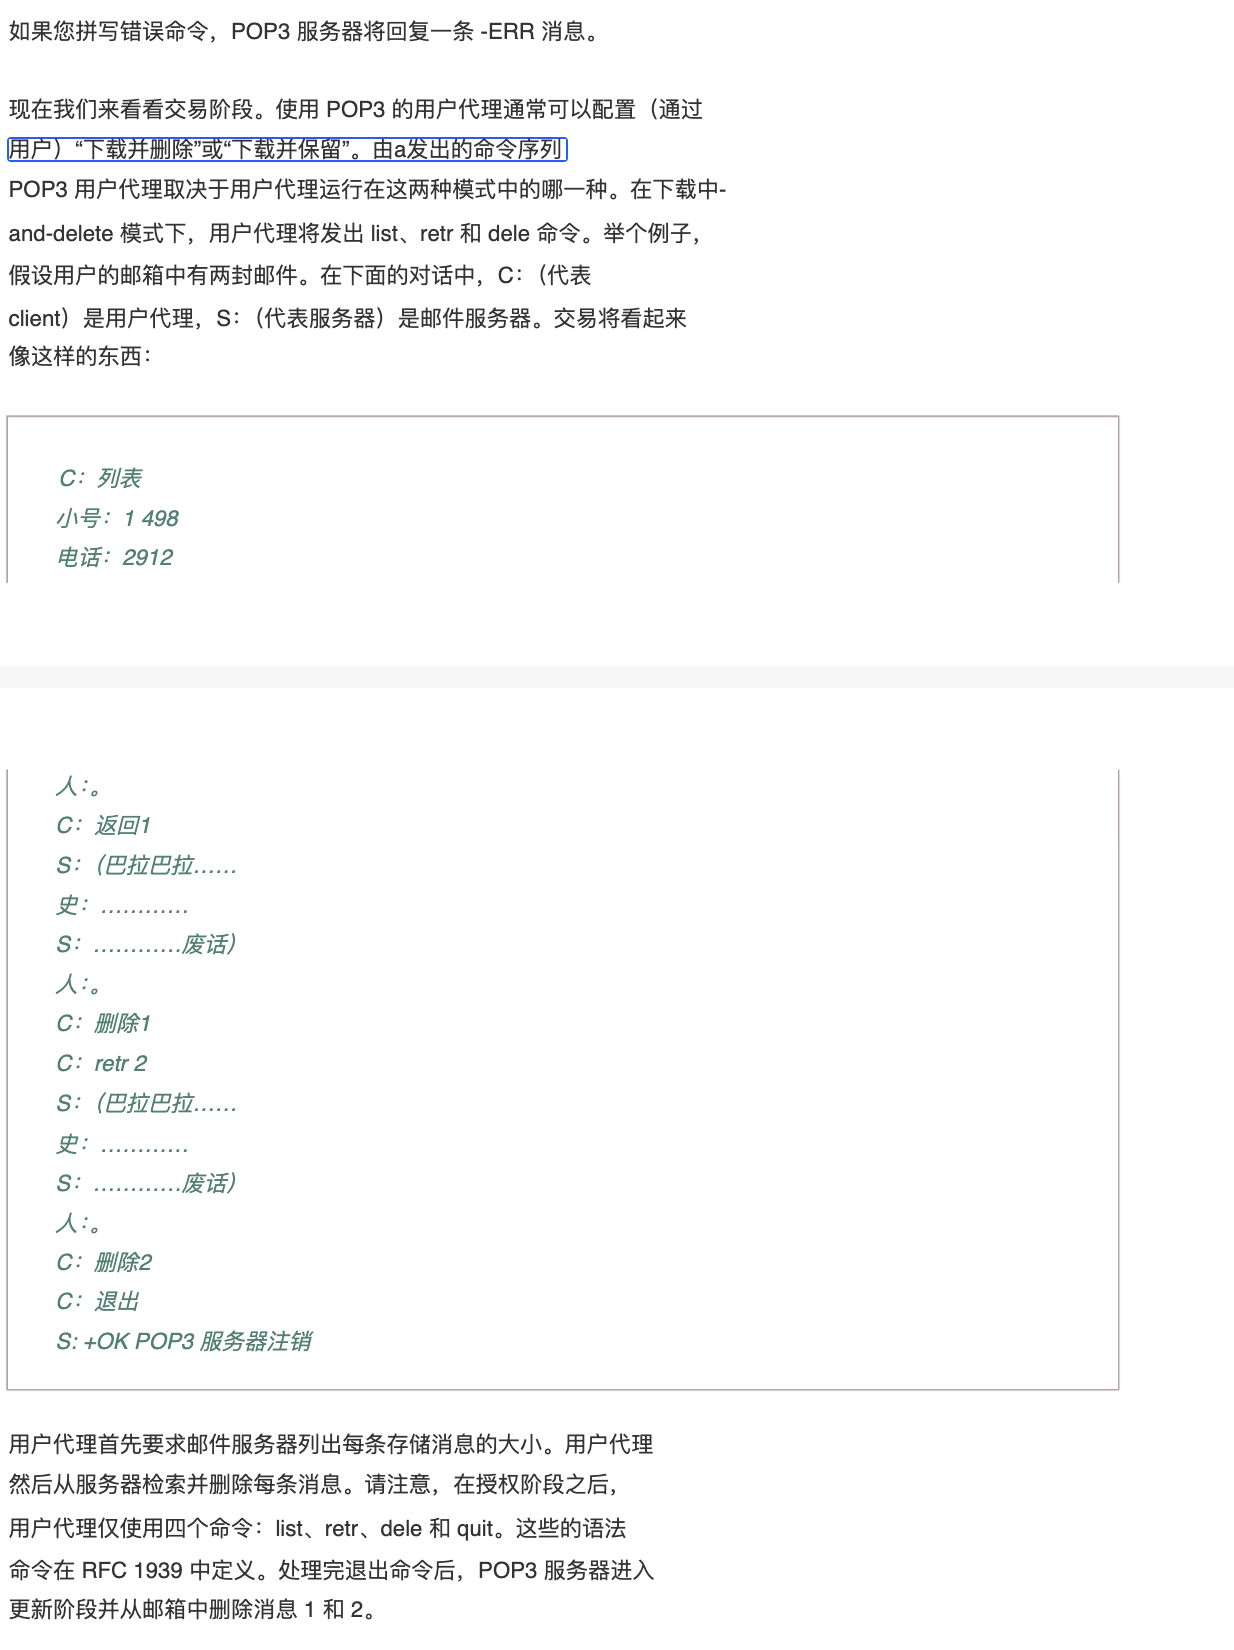 如果您拼写错误命令，POP3 服务器将回复一条 -ERR 消息。
现在我们来看看交易阶段。使用 POP3 的用户代理通常可以配置（通过
用户）“下载并删除”或“下载并保留”。由a发出的命令序列
POP3 用户代理取决于用户代理运行在这两种模式中的哪一种。在下载中-
and-delete 模式下，用户代理将发出 list、retr 和 dele 命令。举个例子，
假设用户的邮箱中有两封邮件。在下面的对话中，C：（代表
client）是用户代理，S：（代表服务器）是邮件服务器。交易将看起来
像这样的东西：
C：列表
小号：1 498
电话：2912
人：。
C：返回1
S：（巴拉巴拉……
史：…………
S：…………废话）
人：。
C：删除1
C：retr 2
S：（巴拉巴拉……
史：…………
S：…………废话）
人：。
C：删除2
C：退出
S: +OK POP3 服务器注销
用户代理首先要求邮件服务器列出每条存储消息的大小。用户代理
然后从服务器检索并删除每条消息。请注意，在授权阶段之后，
用户代理仅使用四个命令：list、retr、dele 和 quit。这些的语法
命令在 RFC 1939 中定义。处理完退出命令后，POP3 服务器进入
更新阶段并从邮箱中删除消息 1 和 2。